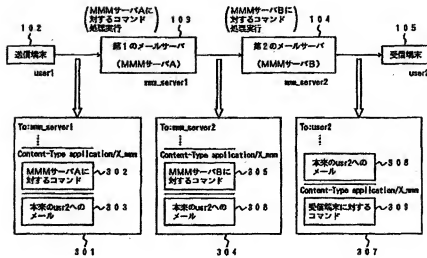 102
送信端末
user1
(MMMサーバAに
対するコマンド
処理実行)
103
第1のメールサーバ
(MMMサーバA)
mm_server1
(MMMサーバBに
対するコマンド
処理実行)
104
第2のメールサーバ
(MMMサーバB)
mm_server2
105
受信端末
user2
To:mm_server1
Content-Type application/X_mmm
MMMサーバAに
対するコマンド
302
本来のusr2への
メール
303
301
To:mm_server2
Content-Type application/X_mmm
MMMサーバBに
対するコマンド
305
本来のusr2への
メール
306
304
To:user2
本来のusr2への
メール
308
Content-Type application/X_mmm
受信端末に対する
コマンド
309
307